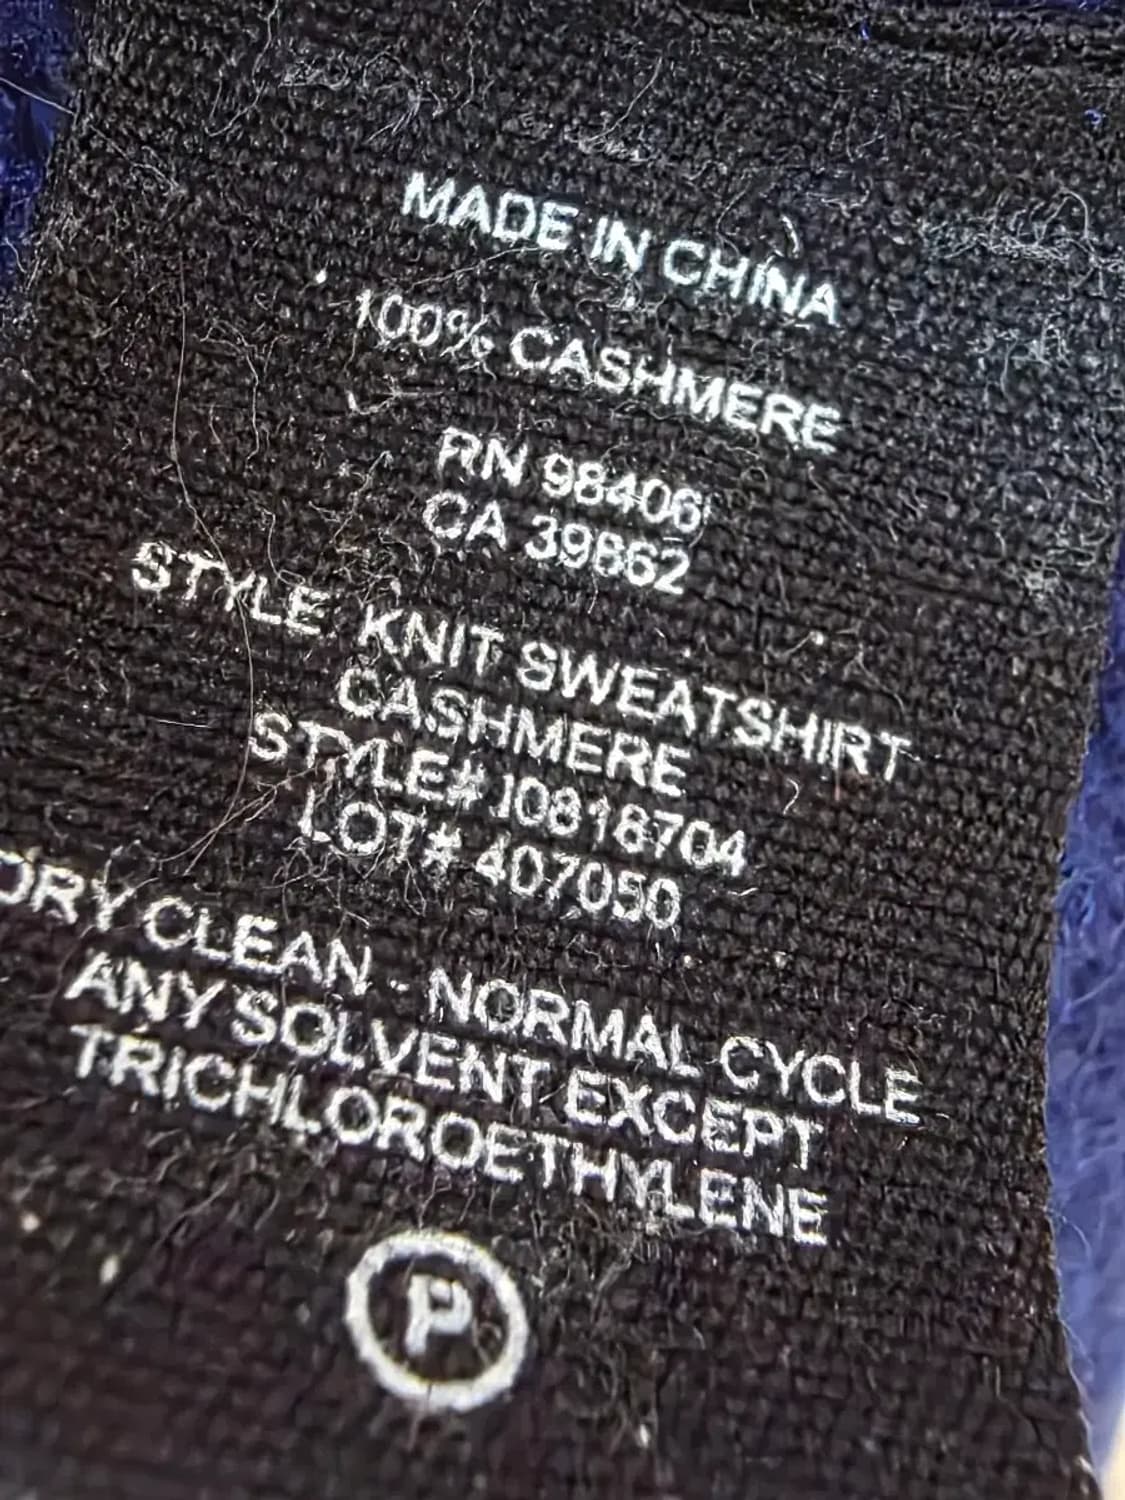 MADE IN CHINA
100% CASHMERE
RN 98406
CA 39662
STYLE: KNIT SWEATSHIRT
CASHMERE
STYLE# 10818704
LOT# 407050
DRY CLEAN - NORMAL CYCLE
ANY SOLVENT EXCEPT
TRICHLOROETHYLENE
P